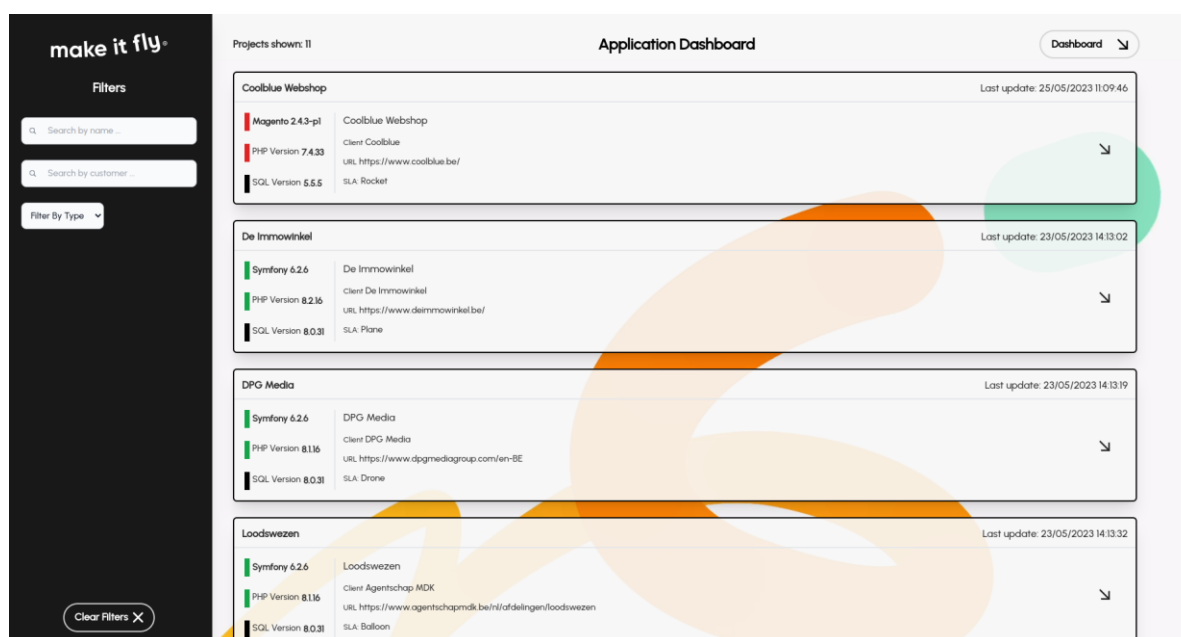 make it fly
Filters
Search by name ...
Search by customer ...
Filter By Type
Clear Filters X
Projects shown: 11
Application Dashboard
Dashboard
Coolblue Webshop
Last update: 25/05/2023 11:09:46
Magento 2.4.3-p1
PHP Version 7.4.33
SQL Version 5.5.5
Coolblue Webshop
Client Coolblue
URL https://www.coolblue.be/
SLA: Rocket
De Immowinkel
Last update: 23/05/2023 14:13:02
Symfony 6.2.6
PHP Version 8.2.16
SQL Version 8.0.31
De Immowinkel
Client De Immowinkel
URL https://www.deimmowinkel.be/
SLA: Plane
DPG Media
Last update: 23/05/2023 14:13:19
Symfony 6.2.6
PHP Version 8.1.16
SQL Version 8.0.31
DPG Media
Client DPG Media
URL https://www.dpgmediagroup.com/en-BE
SLA: Drone
Loodswezen
Last update: 23/05/2023 14:13:32
Symfony 6.2.6
PHP Version 8.1.16
SQL Version 8.0.31
Loodswezen
Client Agentschap MDK
URL https://www.agentschapmdk.be/nl/afdelingen/loodswezen
SLA: Balloon